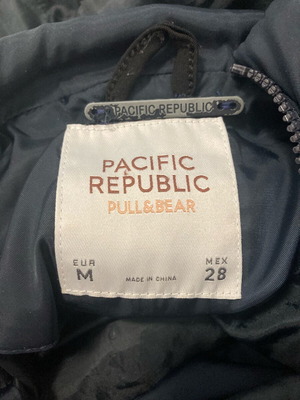 PACIFIC REPUBLIC
PACIFIC
REPUBLIC
PULL&BEAR
EUR MEX
M MADE IN CHINA 28